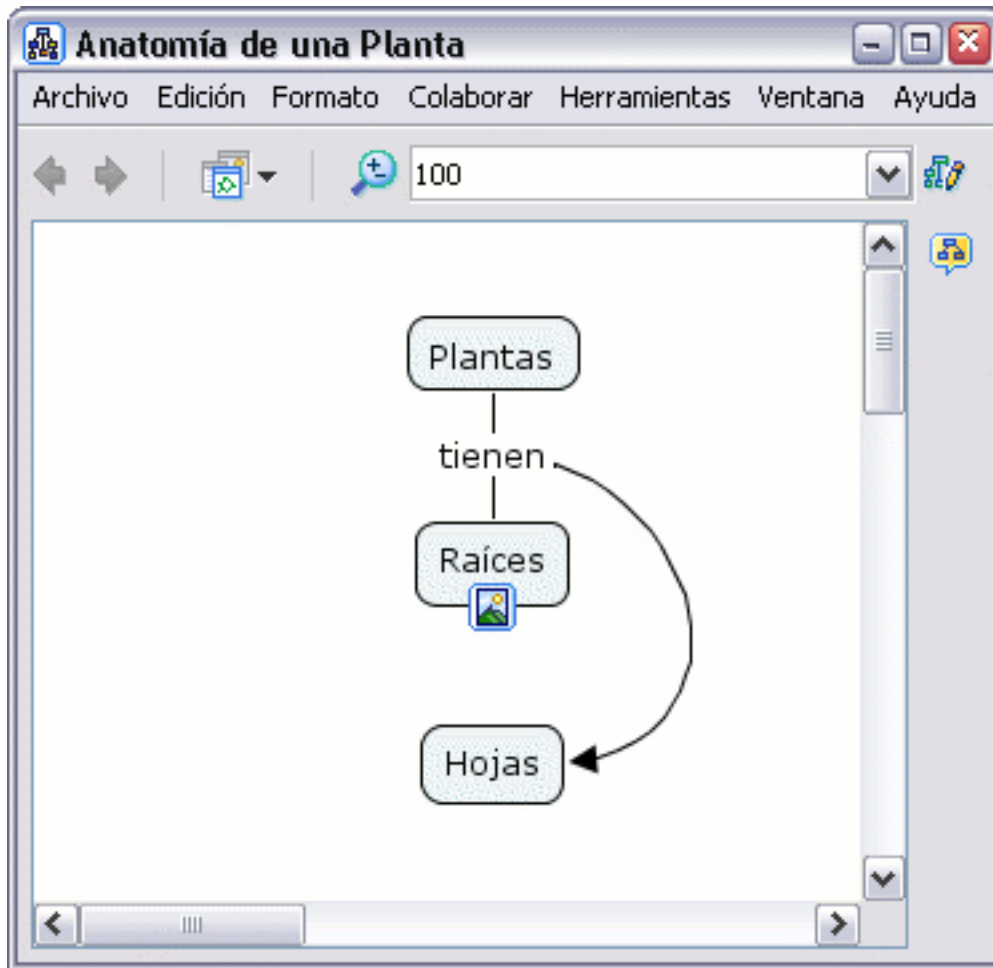 Anatomía de una Planta
Archivo Edición Formato Colaborar Herramientas Ventana Ayuda
100
Plantas
tienen
Raíces
Hojas